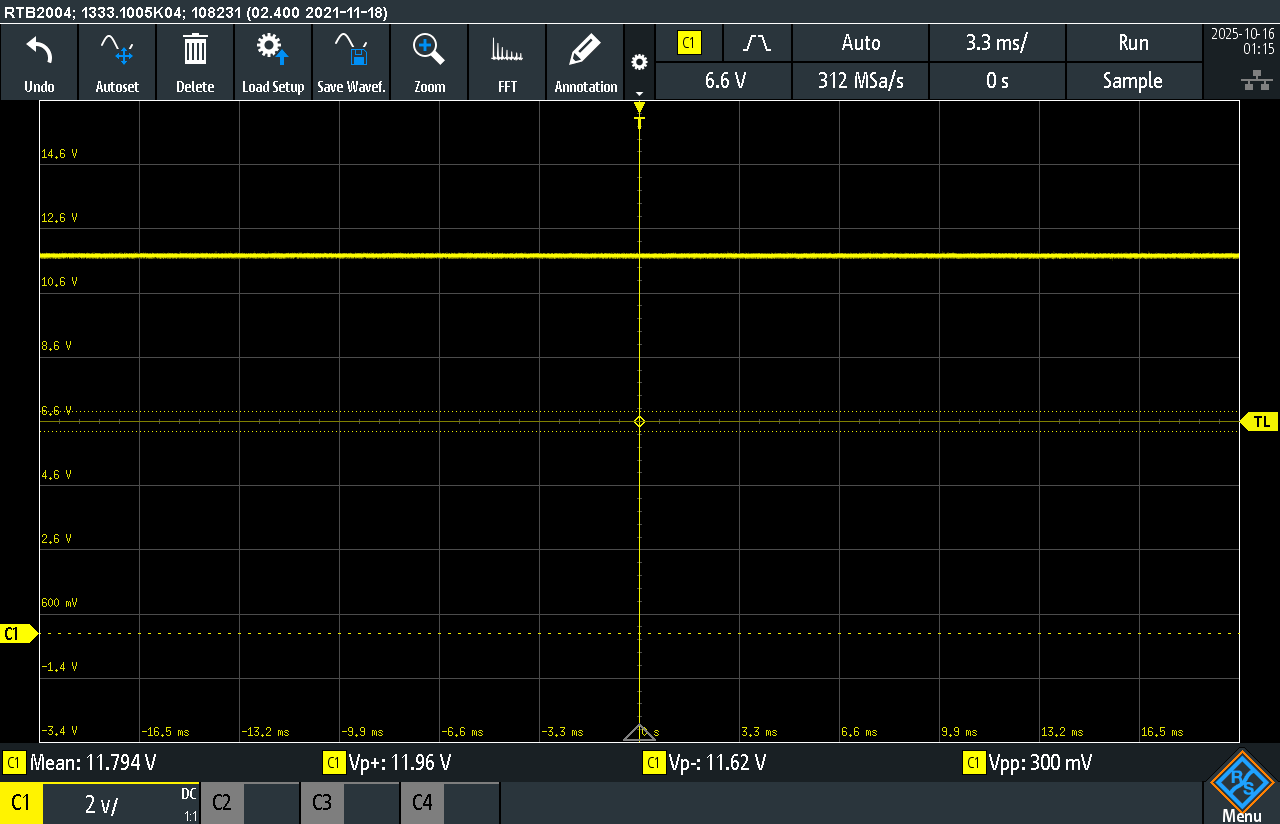 RTB2004; 1333.1005K04; 108231 (02.400 2021-11-18)
Undo Autoset Delete Load Setup Save Wavef. Zoom FFT Annotation
C1 Auto 3.3 ms/ Run
6.6 V 312 MSa/s 0 s Sample
2025-10-16
01:15
T
14.6 V
12.6 V
10.6 V
8.6 V
6.6 V
TL
4.6 V
2.6 V
600 mV
C1
-1.4 V
-3.4 V
-16.5 ms -13.2 ms -9.9 ms -6.6 ms -3.3 ms 0 s 3.3 ms 6.6 ms 9.9 ms 13.2 ms 16.5 ms
C1 Mean: 11.794 V C1 Vp+: 11.96 V C1 Vp-: 11.62 V C1 Vpp: 300 mV
C1 2 V/ DC 1:1 C2 C3 C4
R S
Menu